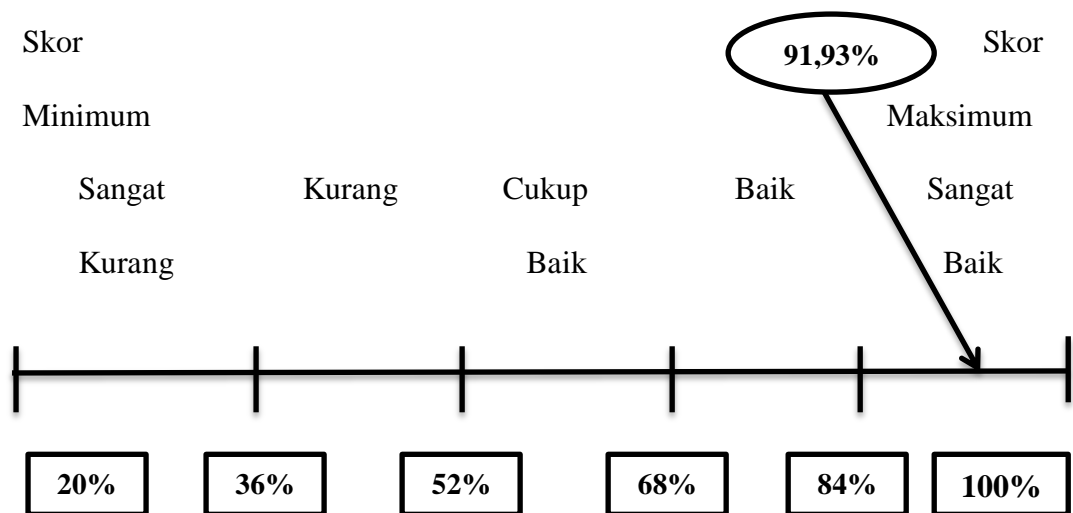 Skor 91,93% Skor
Minimum Maksimum
Sangat Kurang Cukup Baik Sangat
Kurang Baik Baik
20% 36% 52% 68% 84% 100%